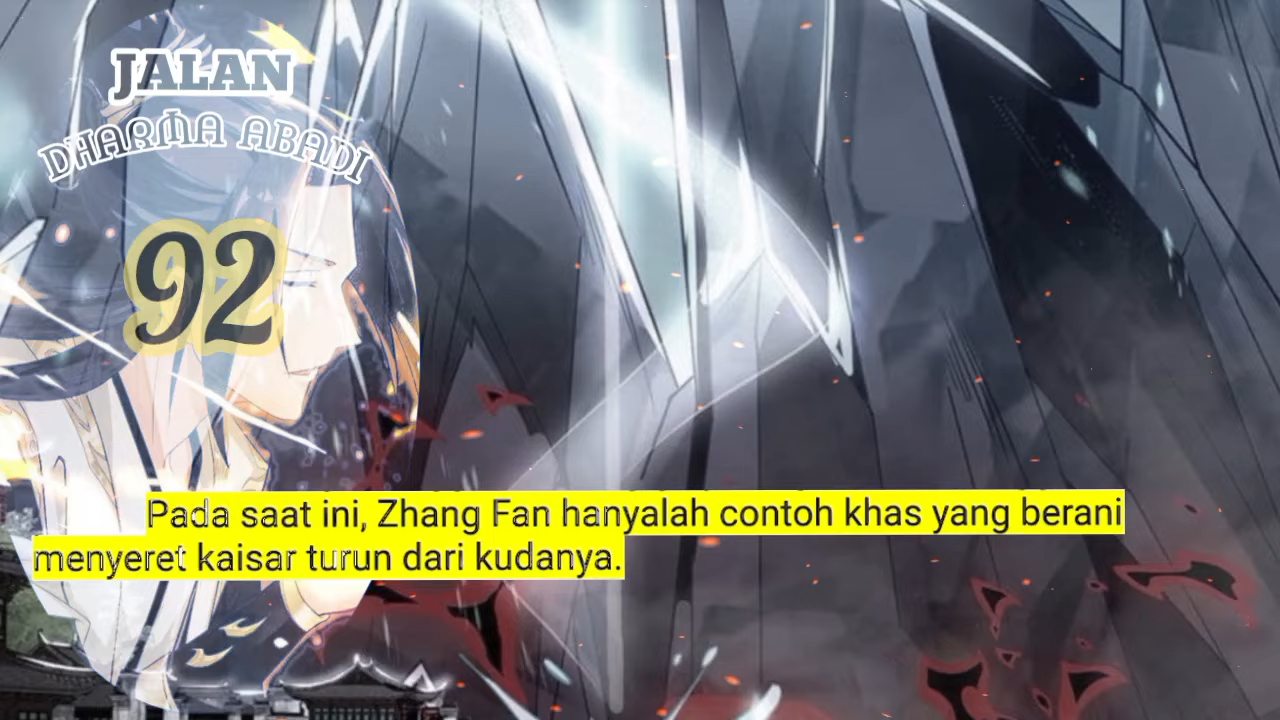 JALAN
DHARMA ABADI
92
Pada saat ini, Zhang Fan hanyalah contoh khas yang berani
menyeret kaisar turun dari kudanya.